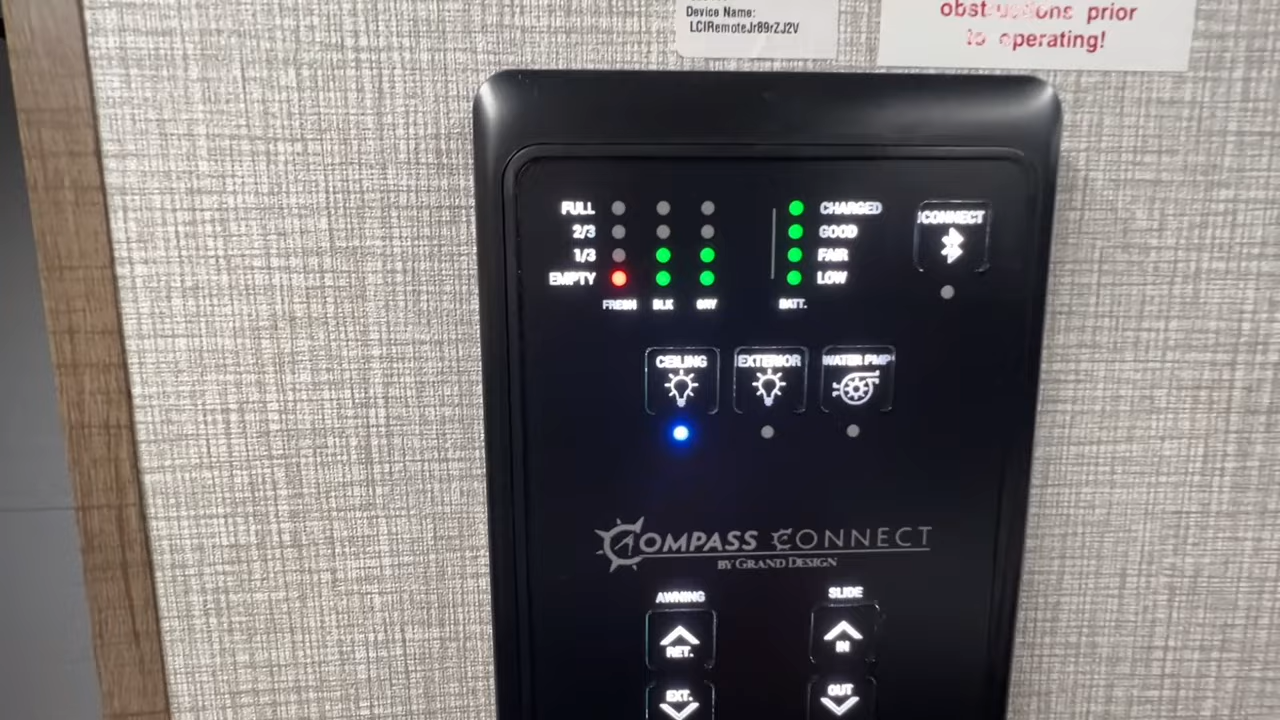 Device Name:
LCIRemoteJr89rZJ2V
obstructions prior
to operating!
FULL
2/3
1/3
EMPTY
FRESH BLK GRY
CHARGED
GOOD
FAIR
LOW
BATT.
CONNECT
CEILING EXTERIOR WATER PMP
COMPASS CONNECT
BY GRAND DESIGN
AWNING SLIDE
RET. IN
EXT. OUT